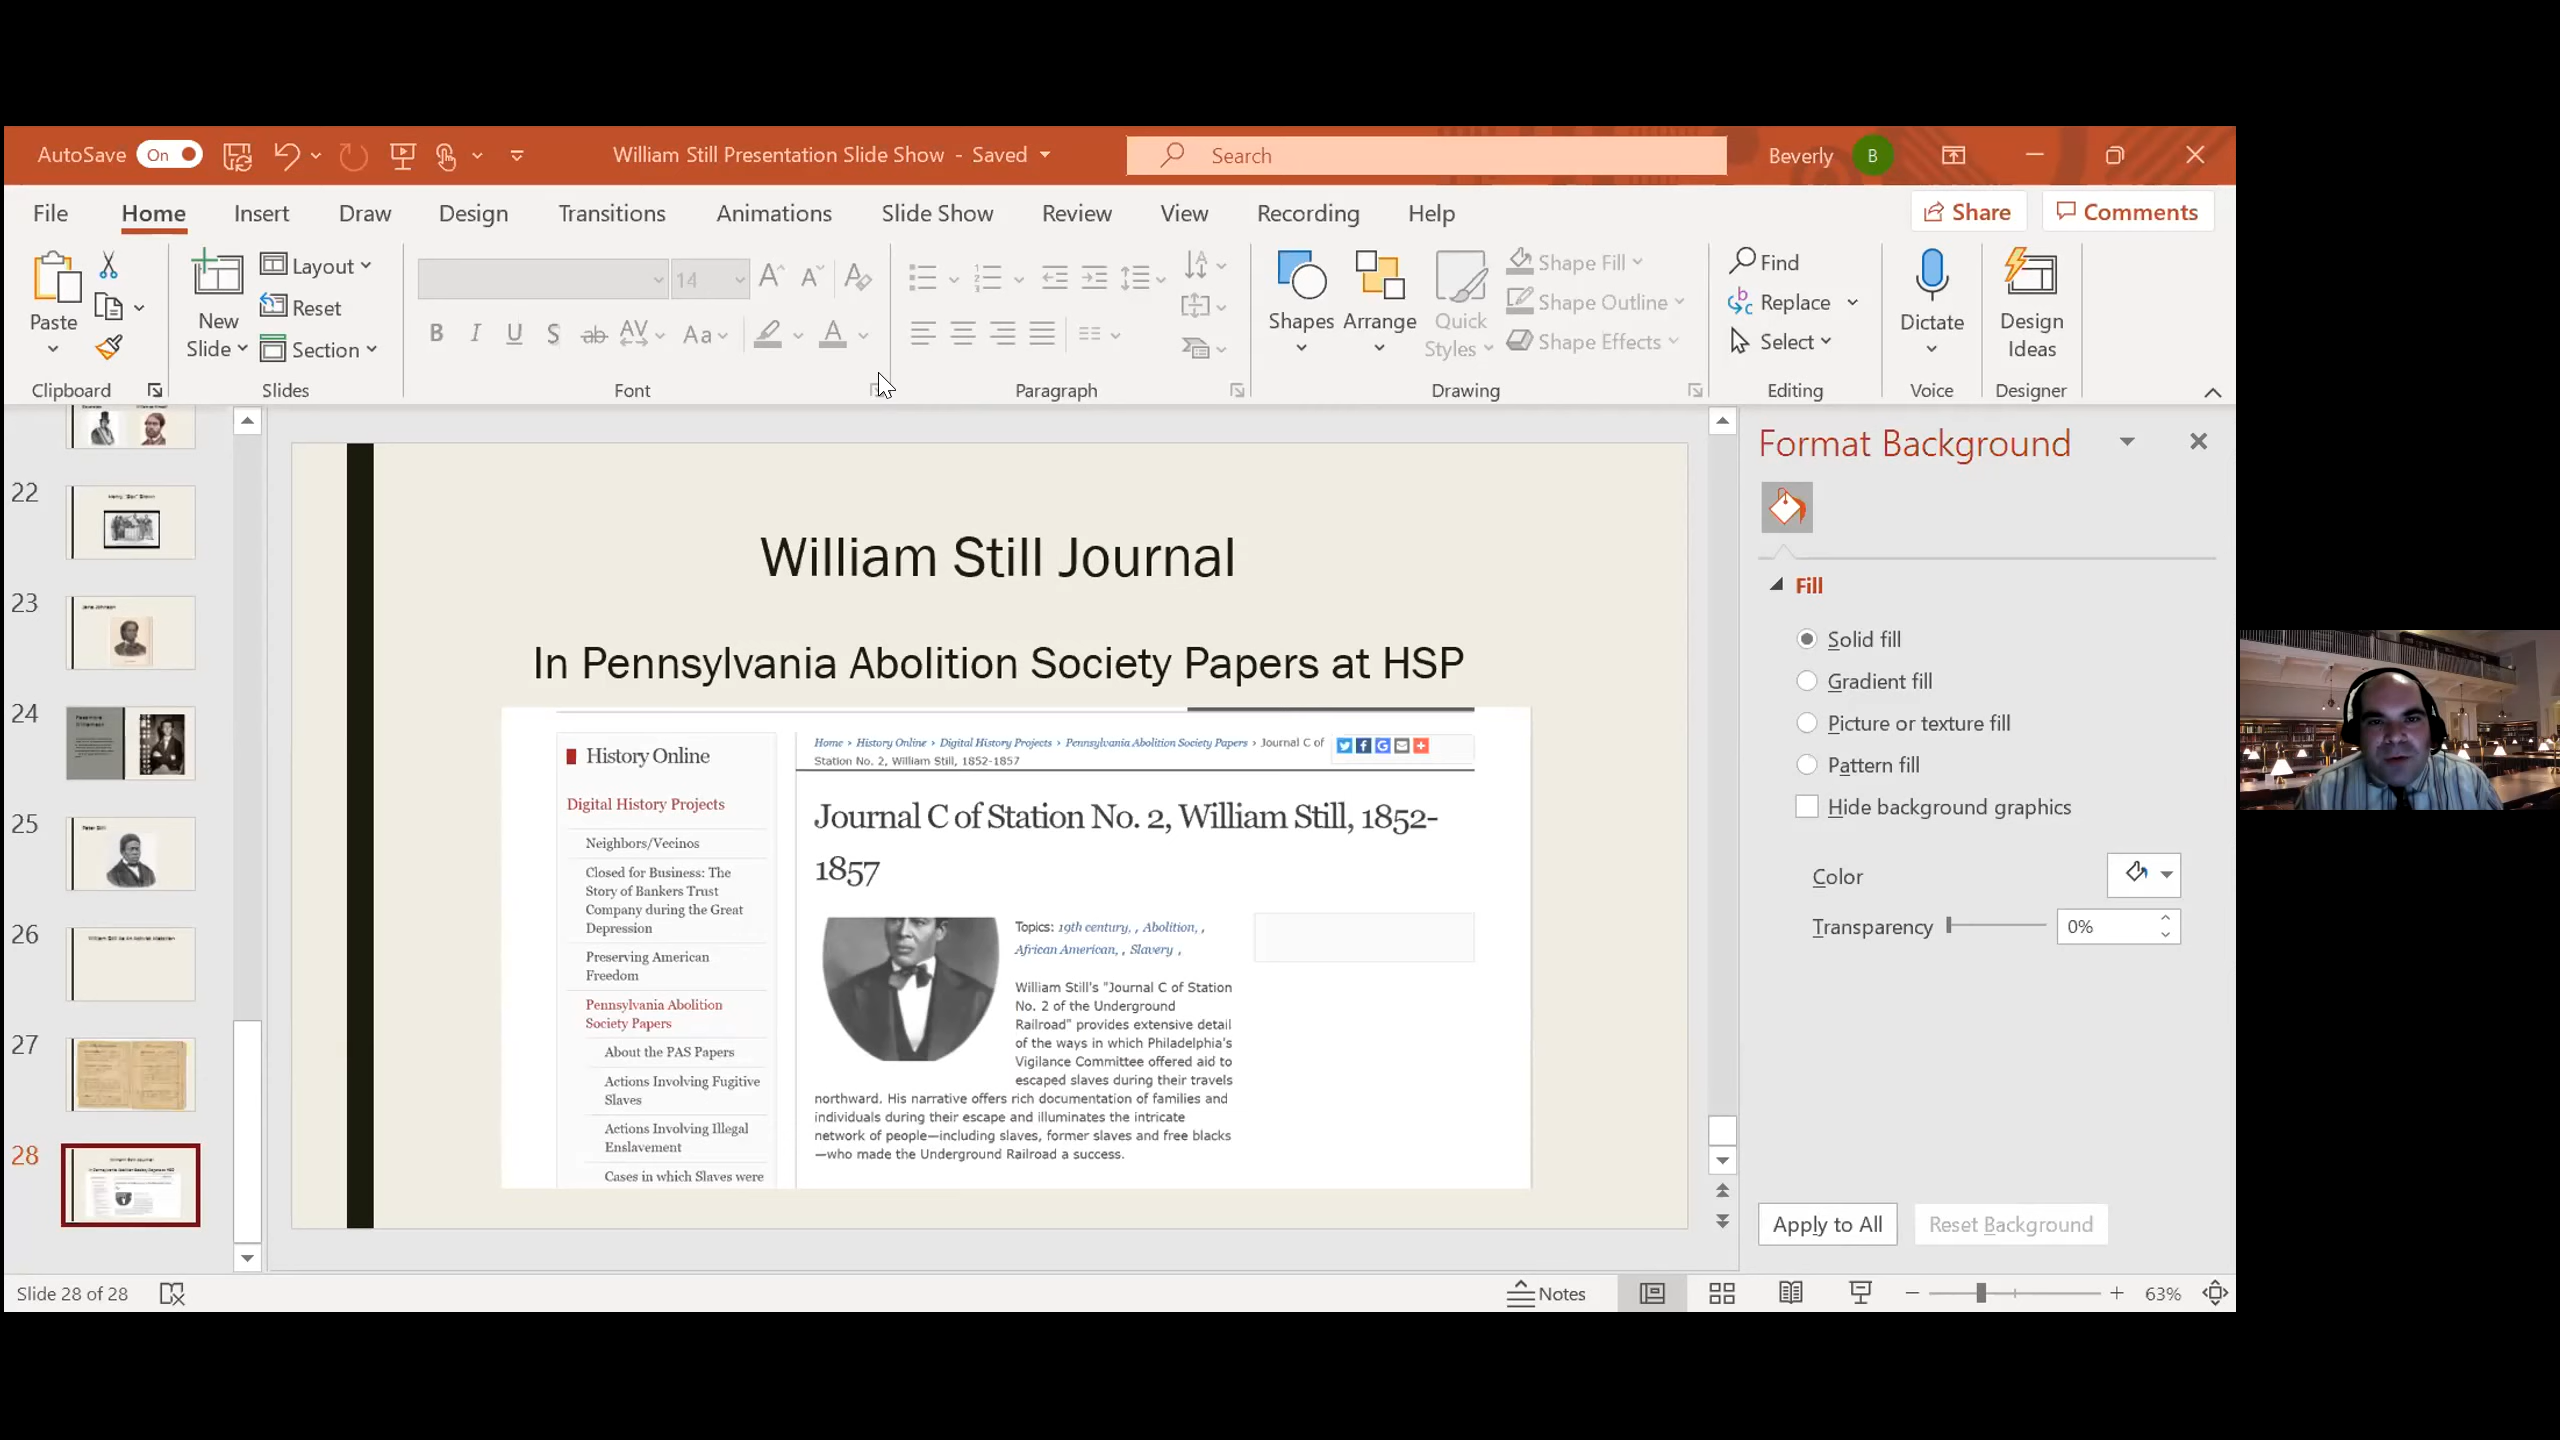 AutoSave On William Still Presentation Slide Show - Saved Search Beverly B
File Home Insert Draw Design Transitions Animations Slide Show Review View Recording Help Share Comments
Paste
New
Slide
Layout
Reset
Section
14
B I U S ab AV Aa A
Shapes
Arrange
Quick
Styles
Shape Fill
Shape Outline
Shape Effects
Find
Replace
Select
Dictate
Design
Ideas
Clipboard Slides Font Paragraph Drawing Editing Voice Designer
22
23
24
25
26
27
28
William Still Journal
In Pennsylvania Abolition Society Papers at HSP
History Online
Digital History Projects
Neighbors/Vecinos
Closed for Business: The
Story of Bankers Trust
Company during the Great
Depression
Preserving American
Freedom
Pennsylvania Abolition
Society Papers
About the PAS Papers
Actions Involving Fugitive
Slaves
Actions Involving Illegal
Enslavement
Cases in which Slaves were
Home › History Online › Digital History Projects › Pennsylvania Abolition Society Papers › Journal C of
Station No. 2, William Still, 1852-1857
Journal C of Station No. 2, William Still, 1852-
1857
Topics: 19th century, , Abolition, ,
African American, , Slavery ,
William Still's "Journal C of Station
No. 2 of the Underground
Railroad" provides extensive detail
of the ways in which Philadelphia's
Vigilance Committee offered aid to
escaped slaves during their travels
northward. His narrative offers rich documentation of families and
individuals during their escape and illuminates the intricate
network of people—including slaves, former slaves and free blacks
—who made the Underground Railroad a success.
Format Background
Fill
Solid fill
Gradient fill
Picture or texture fill
Pattern fill
Hide background graphics
Color
Transparency 0%
Apply to All Reset Background
Slide 28 of 28 Notes 63%